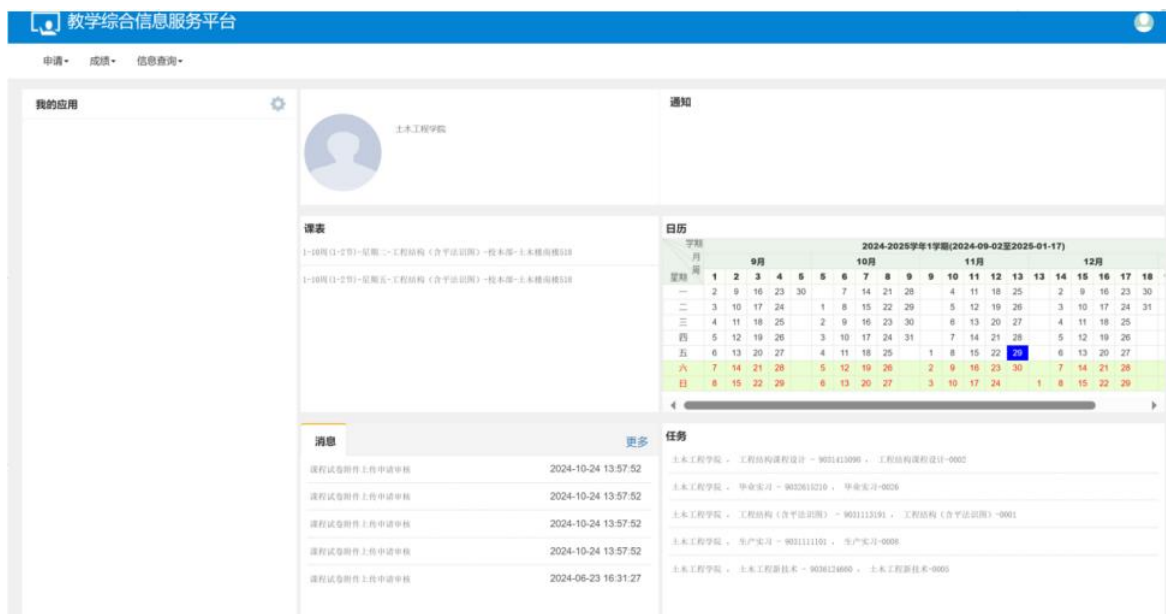 教学综合信息服务平台
申请 成绩 信息查询
我的应用
土木工程学院
通知
课表
1-10周(1-2节)-星期二-工程结构（含平法识图）-校本部-土木楼南楼518
1-10周(1-2节)-星期五-工程结构（含平法识图）-校本部-土木楼南楼518
日历
学期 2024-2025学年1学期(2024-09-02至2025-01-17)
月 9月 10月 11月 12月
周
星期 1 2 3 4 5 5 6 7 8 9 9 10 11 12 13 13 14 15 16 17 18
一 2 9 16 23 30 7 14 21 28 4 11 18 25 2 9 16 23 30
二 3 10 17 24 1 8 15 22 29 5 12 19 26 3 10 17 24 31
三 4 11 18 25 2 9 16 23 30 6 13 20 27 4 11 18 25
四 5 12 19 26 3 10 17 24 31 7 14 21 28 5 12 19 26
五 6 13 20 27 4 11 18 25 1 8 15 22 29 6 13 20 27
六 7 14 21 28 5 12 19 26 2 9 16 23 30 7 14 21 28
日 8 15 22 29 6 13 20 27 3 10 17 24 1 8 15 22 29
消息 更多
课程试卷附件上传申请审核 2024-10-24 13:57:52
课程试卷附件上传申请审核 2024-10-24 13:57:52
课程试卷附件上传申请审核 2024-10-24 13:57:52
课程试卷附件上传申请审核 2024-10-24 13:57:52
课程试卷附件上传申请审核 2024-06-23 16:31:27
任务
土木工程学院 ， 工程结构课程设计 - 9031413090 ， 工程结构课程设计-0002
土木工程学院 ， 毕业实习 - 9032615210 ， 毕业实习-0026
土木工程学院 ， 工程结构（含平法识图） - 9031113191 ， 工程结构（含平法识图）-0001
土木工程学院 ， 生产实习 - 9031111101 ， 生产实习-0008
土木工程学院 ， 土木工程新技术 - 9036124660 ， 土木工程新技术-0005